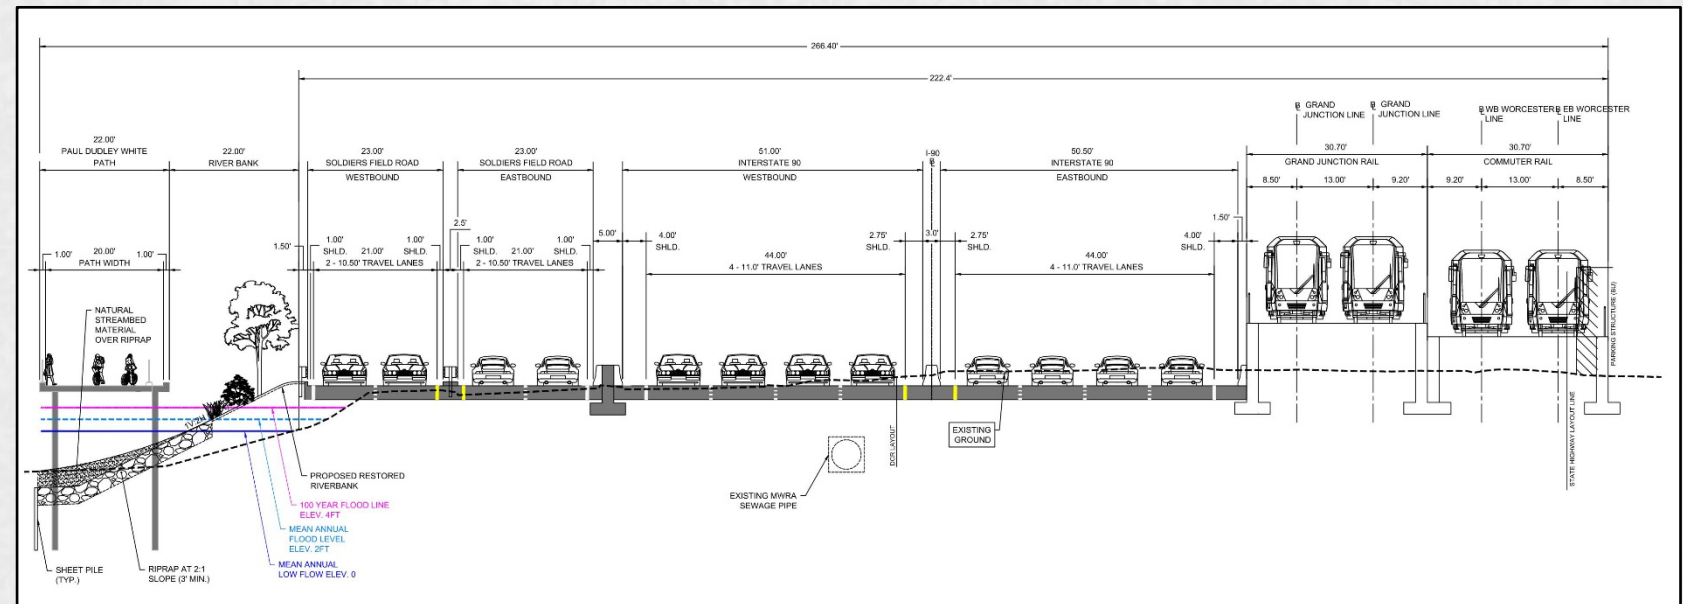 266.40'
222.4'
℄ GRAND
JUNCTION LINE
℄ GRAND
JUNCTION LINE
℄ WB WORCESTER
LINE
℄ EB WORCESTER
LINE
22.00'
PAUL DUDLEY WHITE
PATH
22.00'
RIVER BANK
23.00'
SOLDIERS FIELD ROAD
WESTBOUND
23.00'
SOLDIERS FIELD ROAD
EASTBOUND
51.00'
INTERSTATE 90
WESTBOUND
I-90
℄
50.50'
INTERSTATE 90
EASTBOUND
30.70'
GRAND JUNCTION RAIL
30.70'
COMMUTER RAIL
8.50'
13.00'
9.20'
9.20'
13.00'
8.50'
1.00'
20.00'
PATH WIDTH
1.00'
1.50'
1.00'
SHLD.
21.00'
1.00'
SHLD.
2 - 10.50' TRAVEL LANES
2.5'
1.00'
SHLD.
21.00'
1.00'
SHLD.
2 - 10.50' TRAVEL LANES
5.00'
4.00'
SHLD.
44.00'
4 - 11.0' TRAVEL LANES
2.75'
SHLD.
3.0'
2.75'
SHLD.
44.00'
4 - 11.0' TRAVEL LANES
4.00'
SHLD.
1.50'
NATURAL
STREAMBED
MATERIAL
OVER RIPRAP
1V:2H
PARKING STRUCTURE (BU)
STATE HIGHWAY LAYOUT LINE
DCR LAYOUT
EXISTING
GROUND
EXISTING MWRA
SEWAGE PIPE
PROPOSED RESTORED
RIVERBANK
100 YEAR FLOOD LINE
ELEV. 4FT
MEAN ANNUAL
FLOOD LEVEL
ELEV. 2FT
MEAN ANNUAL
LOW FLOW ELEV. 0
SHEET PILE
(TYP.)
RIPRAP AT 2:1
SLOPE (3' MIN.)